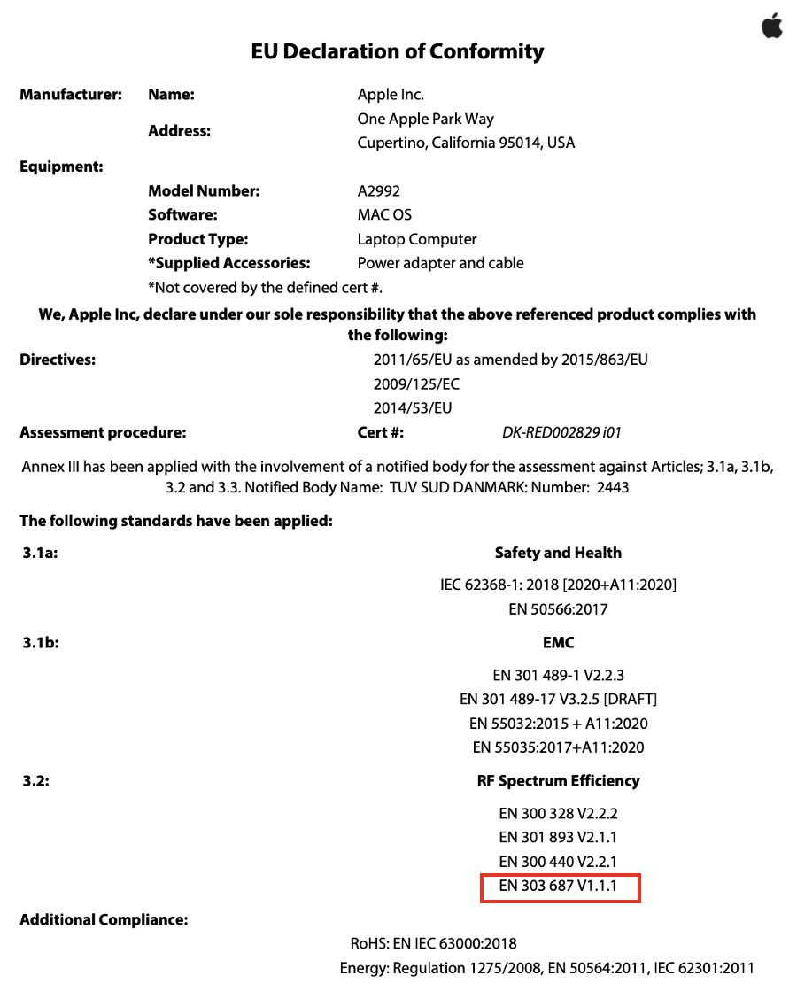 EU Declaration of Conformity
Manufacturer: Name: Apple Inc.
Address: One Apple Park Way
Cupertino, California 95014, USA
Equipment:
Model Number: A2992
Software: MAC OS
Product Type: Laptop Computer
*Supplied Accessories: Power adapter and cable
*Not covered by the defined cert #.
We, Apple Inc, declare under our sole responsibility that the above referenced product complies with
the following:
Directives: 2011/65/EU as amended by 2015/863/EU
2009/125/EC
2014/53/EU
Assessment procedure: Cert #: DK-RED002829 i01
Annex III has been applied with the involvement of a notified body for the assessment against Articles; 3.1a, 3.1b,
3.2 and 3.3. Notified Body Name: TUV SUD DANMARK: Number: 2443
The following standards have been applied:
3.1a: Safety and Health
IEC 62368-1: 2018 [2020+A11:2020]
EN 50566:2017
3.1b: EMC
EN 301 489-1 V2.2.3
EN 301 489-17 V3.2.5 [DRAFT]
EN 55032:2015 + A11:2020
EN 55035:2017+A11:2020
3.2: RF Spectrum Efficiency
EN 300 328 V2.2.2
EN 301 893 V2.1.1
EN 300 440 V2.2.1
EN 303 687 V1.1.1
Additional Compliance:
RoHS: EN IEC 63000:2018
Energy: Regulation 1275/2008, EN 50564:2011, IEC 62301:2011